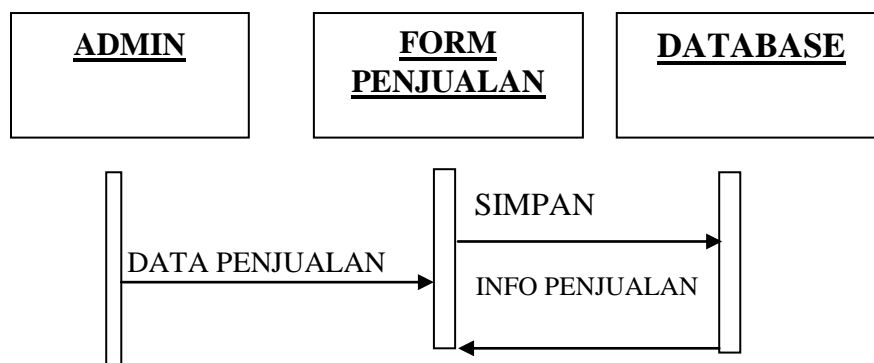 ADMIN
FORM
PENJUALAN
DATABASE
SIMPAN
DATA PENJUALAN
INFO PENJUALAN